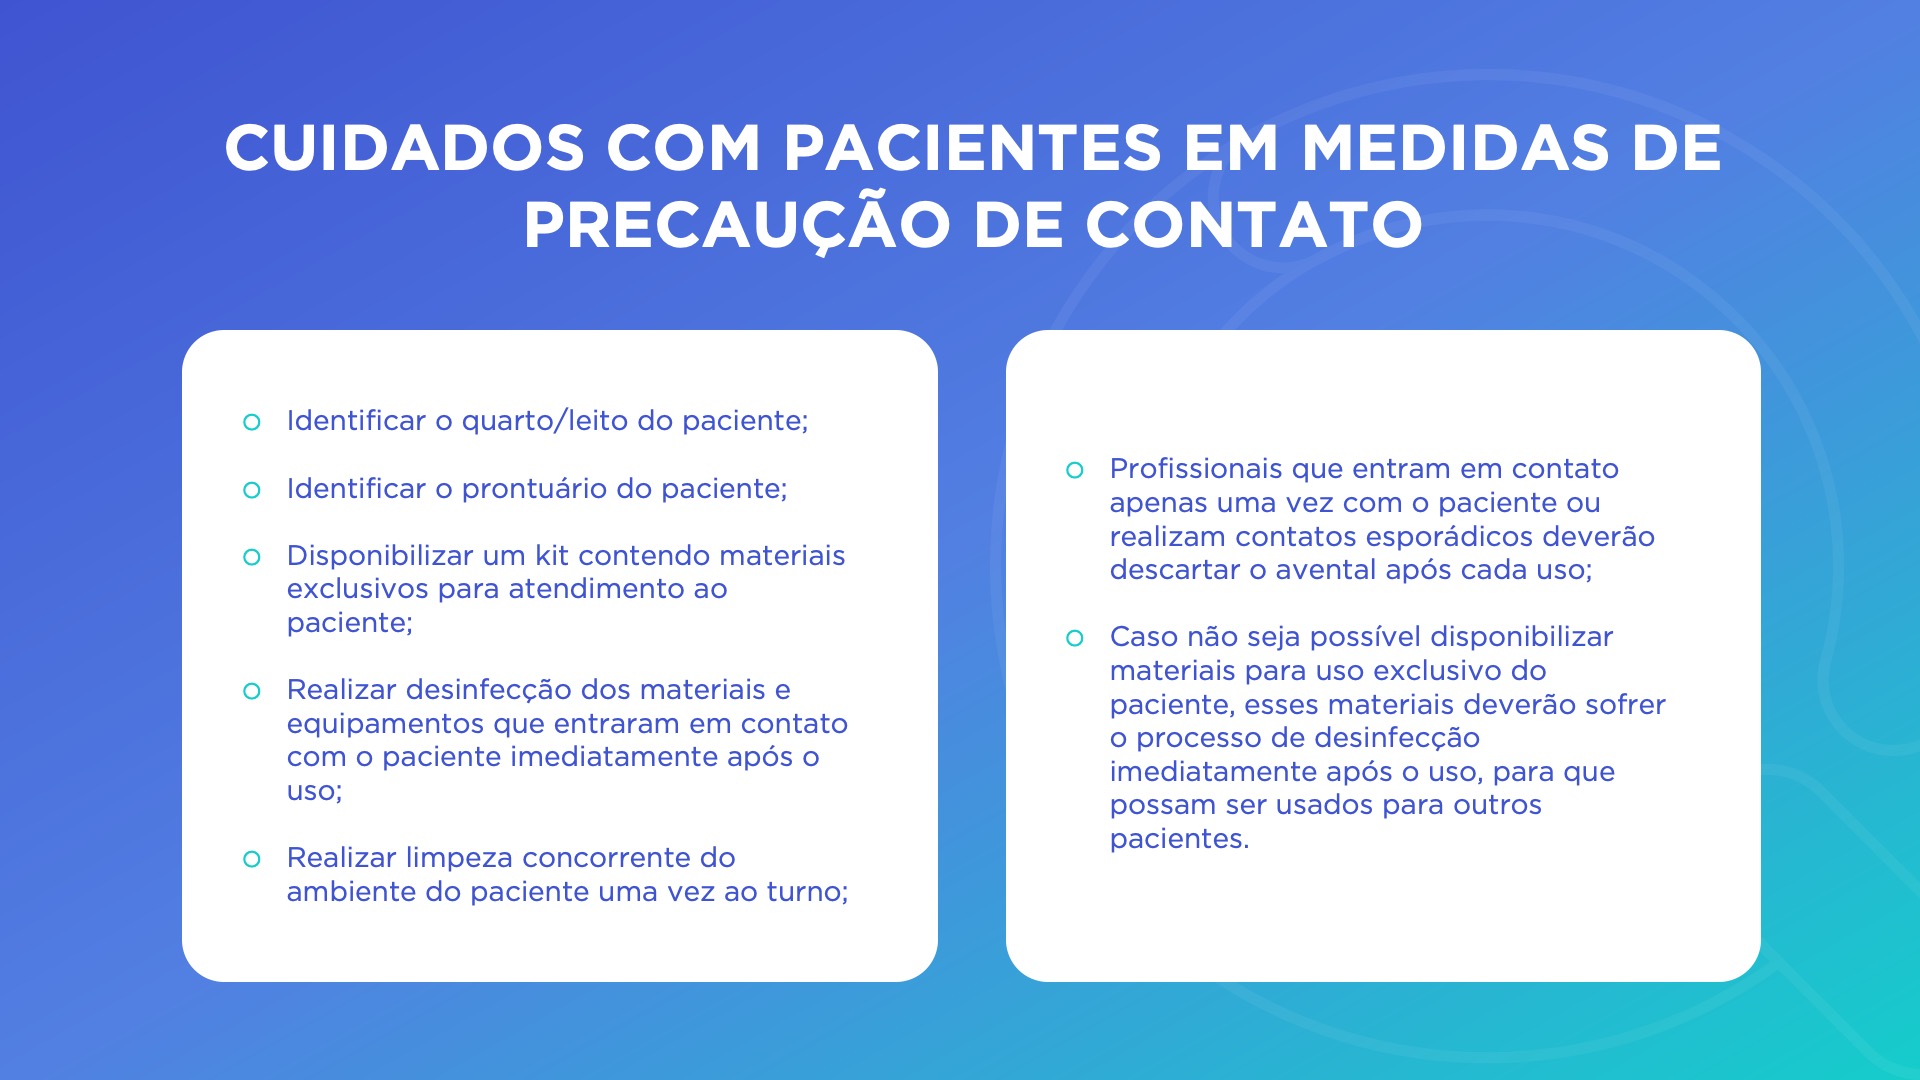 CUIDADOS COM PACIENTES EM MEDIDAS DE
PRECAUÇÃO DE CONTATO
Identificar o quarto/leito do paciente;
Identificar o prontuário do paciente;
Disponibilizar um kit contendo materiais
exclusivos para atendimento ao
paciente;
Realizar desinfecção dos materiais e
equipamentos que entraram em contato
com o paciente imediatamente após o
uso;
Realizar limpeza concorrente do
ambiente do paciente uma vez ao turno;
Profissionais que entram em contato
apenas uma vez com o paciente ou
realizam contatos esporádicos deverão
descartar o avental após cada uso;
Caso não seja possível disponibilizar
materiais para uso exclusivo do
paciente, esses materiais deverão sofrer
o processo de desinfecção
imediatamente após o uso, para que
possam ser usados para outros
pacientes.